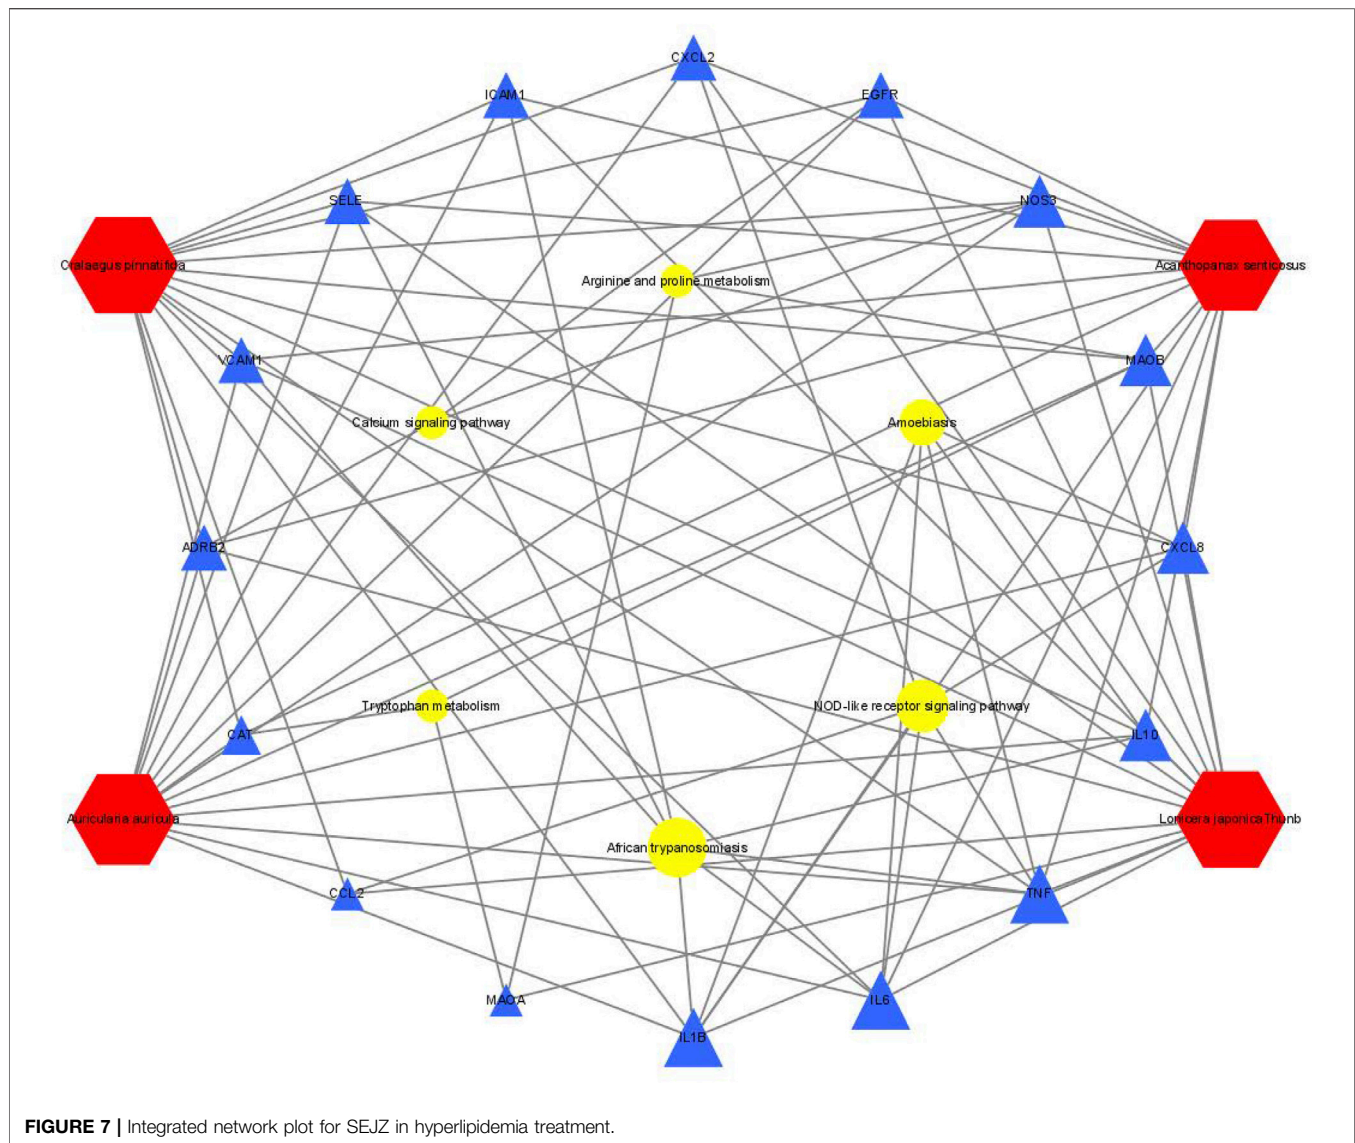 CXCL2
ICAM1
EGFR
SELE
NOS3
Crataegus pinnatifida
Acanthopanax senticosus
Arginine and proline metabolism
VCAM1
MAOB
Calcium signaling pathway
Amoebiasis
ADRB2
CXCL8
Tryptophan metabolism
NOD-like receptor signaling pathway
CAT
IL10
Auricularia auricula
Lonicera japonica Thunb
African trypanosomiasis
CCL2
TNF
MAOA
IL6
IL1B
FIGURE 7 | Integrated network plot for SEJZ in hyperlipidemia treatment.